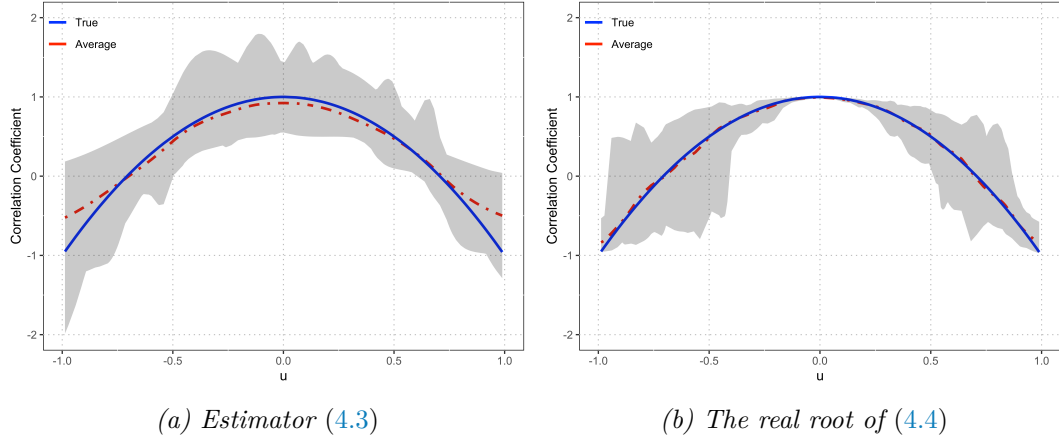 True
Average
Correlation Coefficient
2
1
0
-1
-2
-1.0 -0.5 0.0 0.5 1.0
u
(a) Estimator (4.3)
True
Average
Correlation Coefficient
2
1
0
-1
-2
-1.0 -0.5 0.0 0.5 1.0
u
(b) The real root of (4.4)